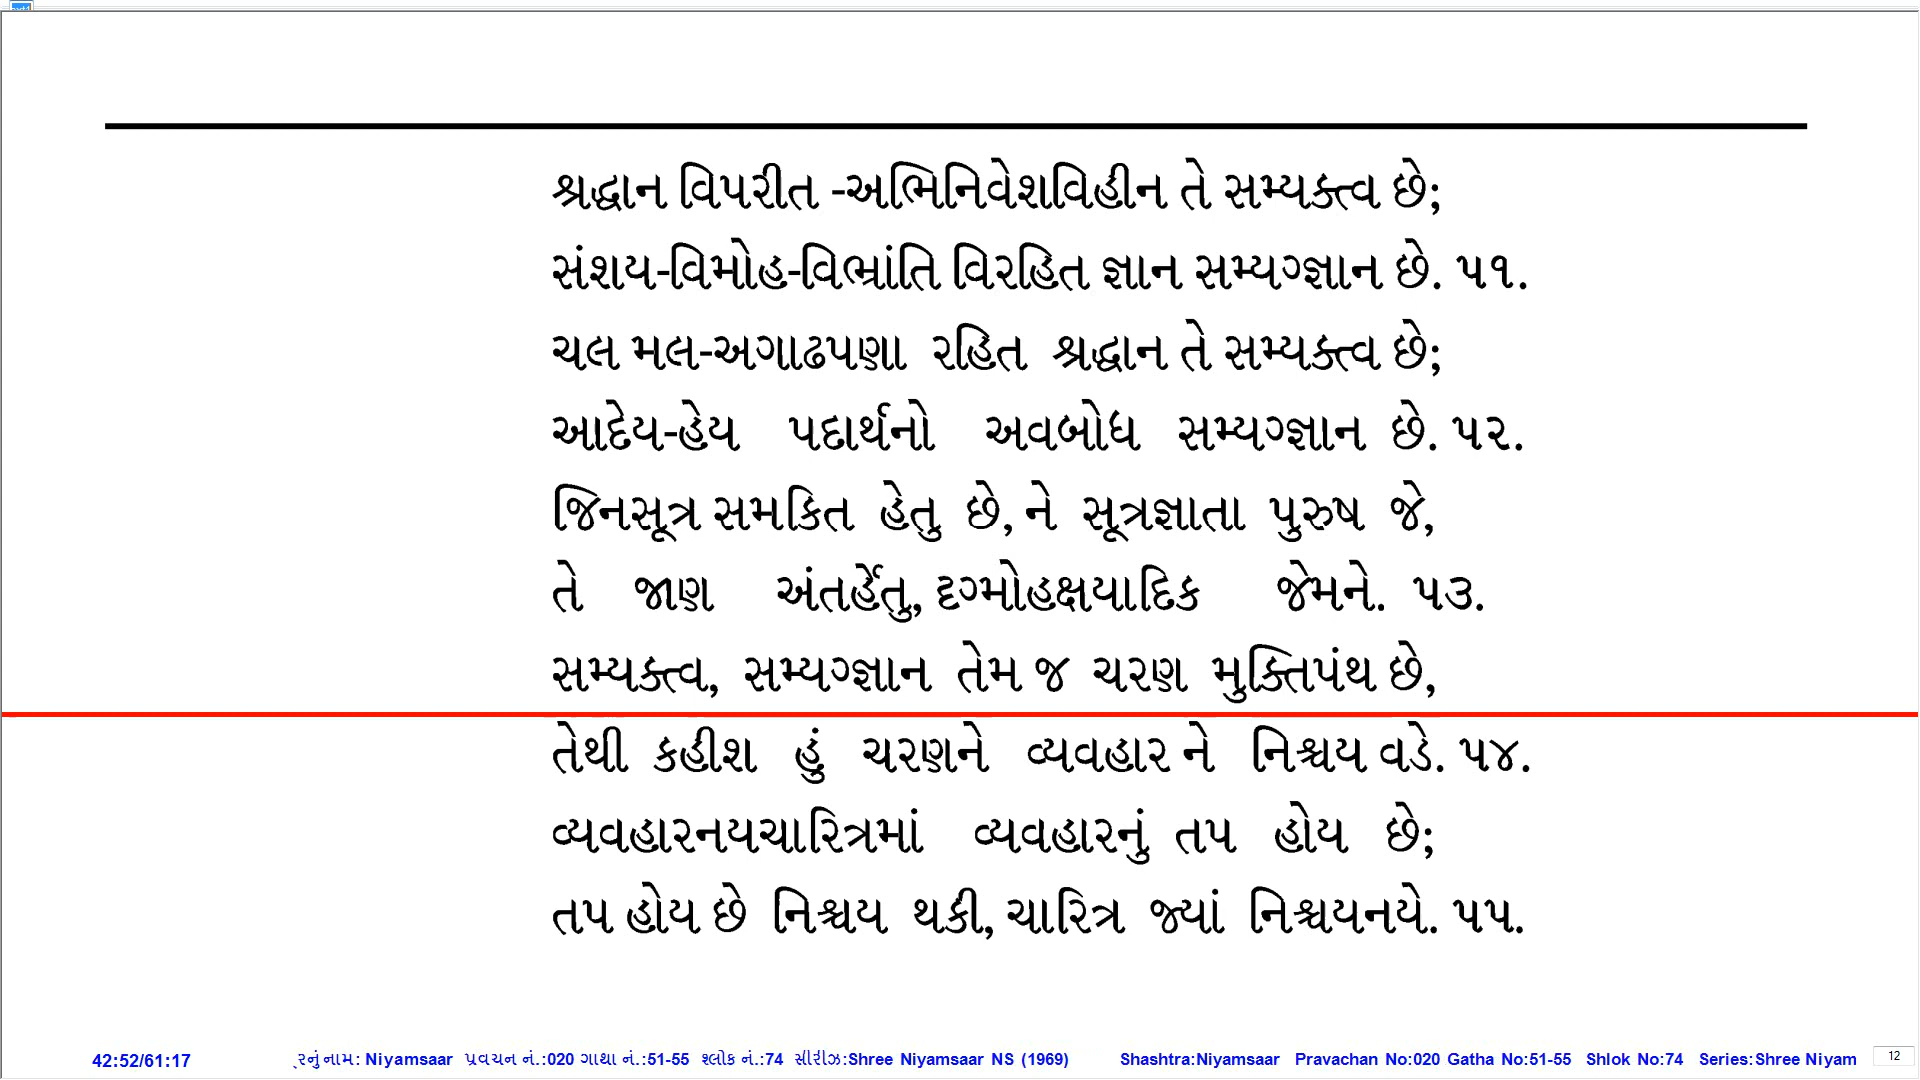 શ્રદ્ધાન વિપરીત -અભિનિવેશવિહીન તે સમ્યક્ત્વ છે;
સંશય-વિમોહ-વિભ્રાંતિ વિરહિત જ્ઞાન સમ્યગ્જ્ઞાન છે. ૫૧.
ચલ મલ-અગાઢપણા રહિત શ્રદ્ધાન તે સમ્યક્ત્વ છે;
આદેય-હેય પદાર્થનો અવબોધ સમ્યગ્જ્ઞાન છે. ૫૨.
જિનસૂત્ર સમકિત હેતુ છે, ને સૂત્રજ્ઞાતા પુરુષ જે,
તે જાણ અંતર્હેતુ, દૃગ્મોહક્ષયાદિક જેમને. ૫૩.
સમ્યક્ત્વ, સમ્યગ્જ્ઞાન તેમ જ ચરણ મુક્તિપંથ છે,
તેથી કહીશ હું ચરણને વ્યવહાર ને નિશ્ચય વડે. ૫૪.
વ્યવહારનયચારિત્રમાં વ્યવહારનું તપ હોય છે;
તપ હોય છે નિશ્ચય થકી, ચારિત્ર જ્યાં નિશ્ચયનયે. ૫૫.
42:52/61:17 રનું નામ: Niyamsaar પ્રવચન નં.:020 ગાથા નં.:51-55 શ્લોક નં.:74 સીરીઝ:Shree Niyamsaar NS (1969) Shashtra:Niyamsaar Pravachan No:020 Gatha No:51-55 Shlok No:74 Series:Shree Niyam 12